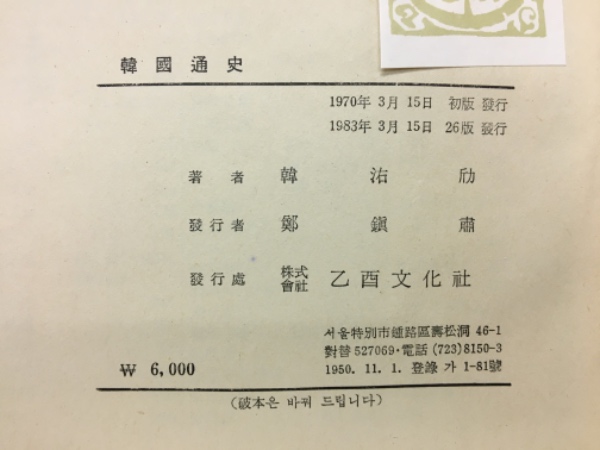 韓國通史
1970年 3月 15日 初版 發行
1983年 3月 15日 26版 發行
著者 韓㳓劤
發行者 鄭鎭肅
發行處 株式會社 乙酉文化社
서울特別市鍾路區壽松洞 46-1
對替 527069·電話 (723)8150-3
₩ 6,000
1950. 11. 1. 登錄 가 1-81號
(破本은 바꿔 드립니다)